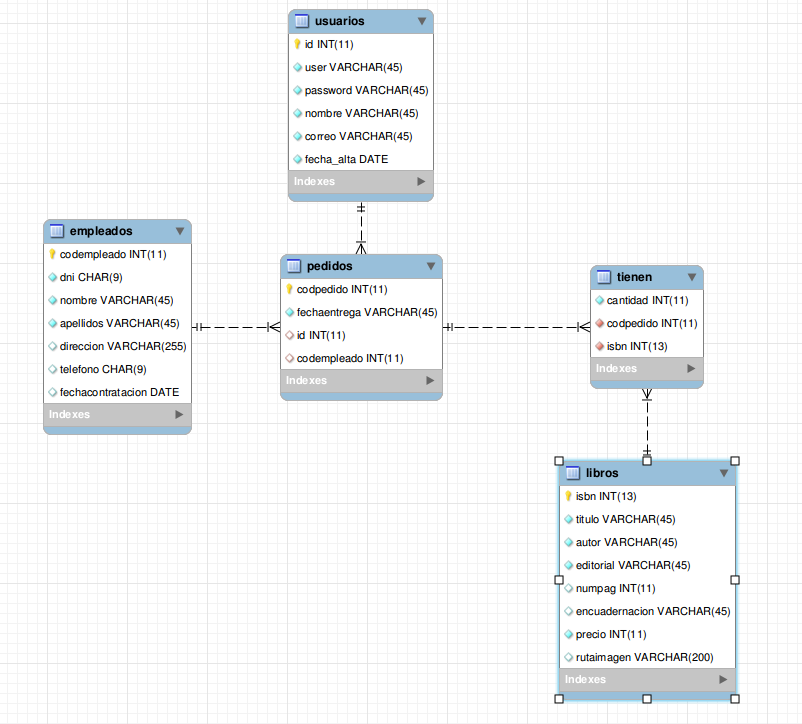 usuarios
id INT(11)
user VARCHAR(45)
password VARCHAR(45)
nombre VARCHAR(45)
correo VARCHAR(45)
fecha_alta DATE
Indexes
empleados
codempleado INT(11)
dni CHAR(9)
nombre VARCHAR(45)
apellidos VARCHAR(45)
direccion VARCHAR(255)
telefono CHAR(9)
fechacontratacion DATE
Indexes
pedidos
codpedido INT(11)
fechaentrega VARCHAR(45)
id INT(11)
codempleado INT(11)
Indexes
tienen
cantidad INT(11)
codpedido INT(11)
isbn INT(13)
Indexes
libros
isbn INT(13)
titulo VARCHAR(45)
autor VARCHAR(45)
editorial VARCHAR(45)
numpag INT(11)
encuadernacion VARCHAR(45)
precio INT(11)
rutaimagen VARCHAR(200)
Indexes